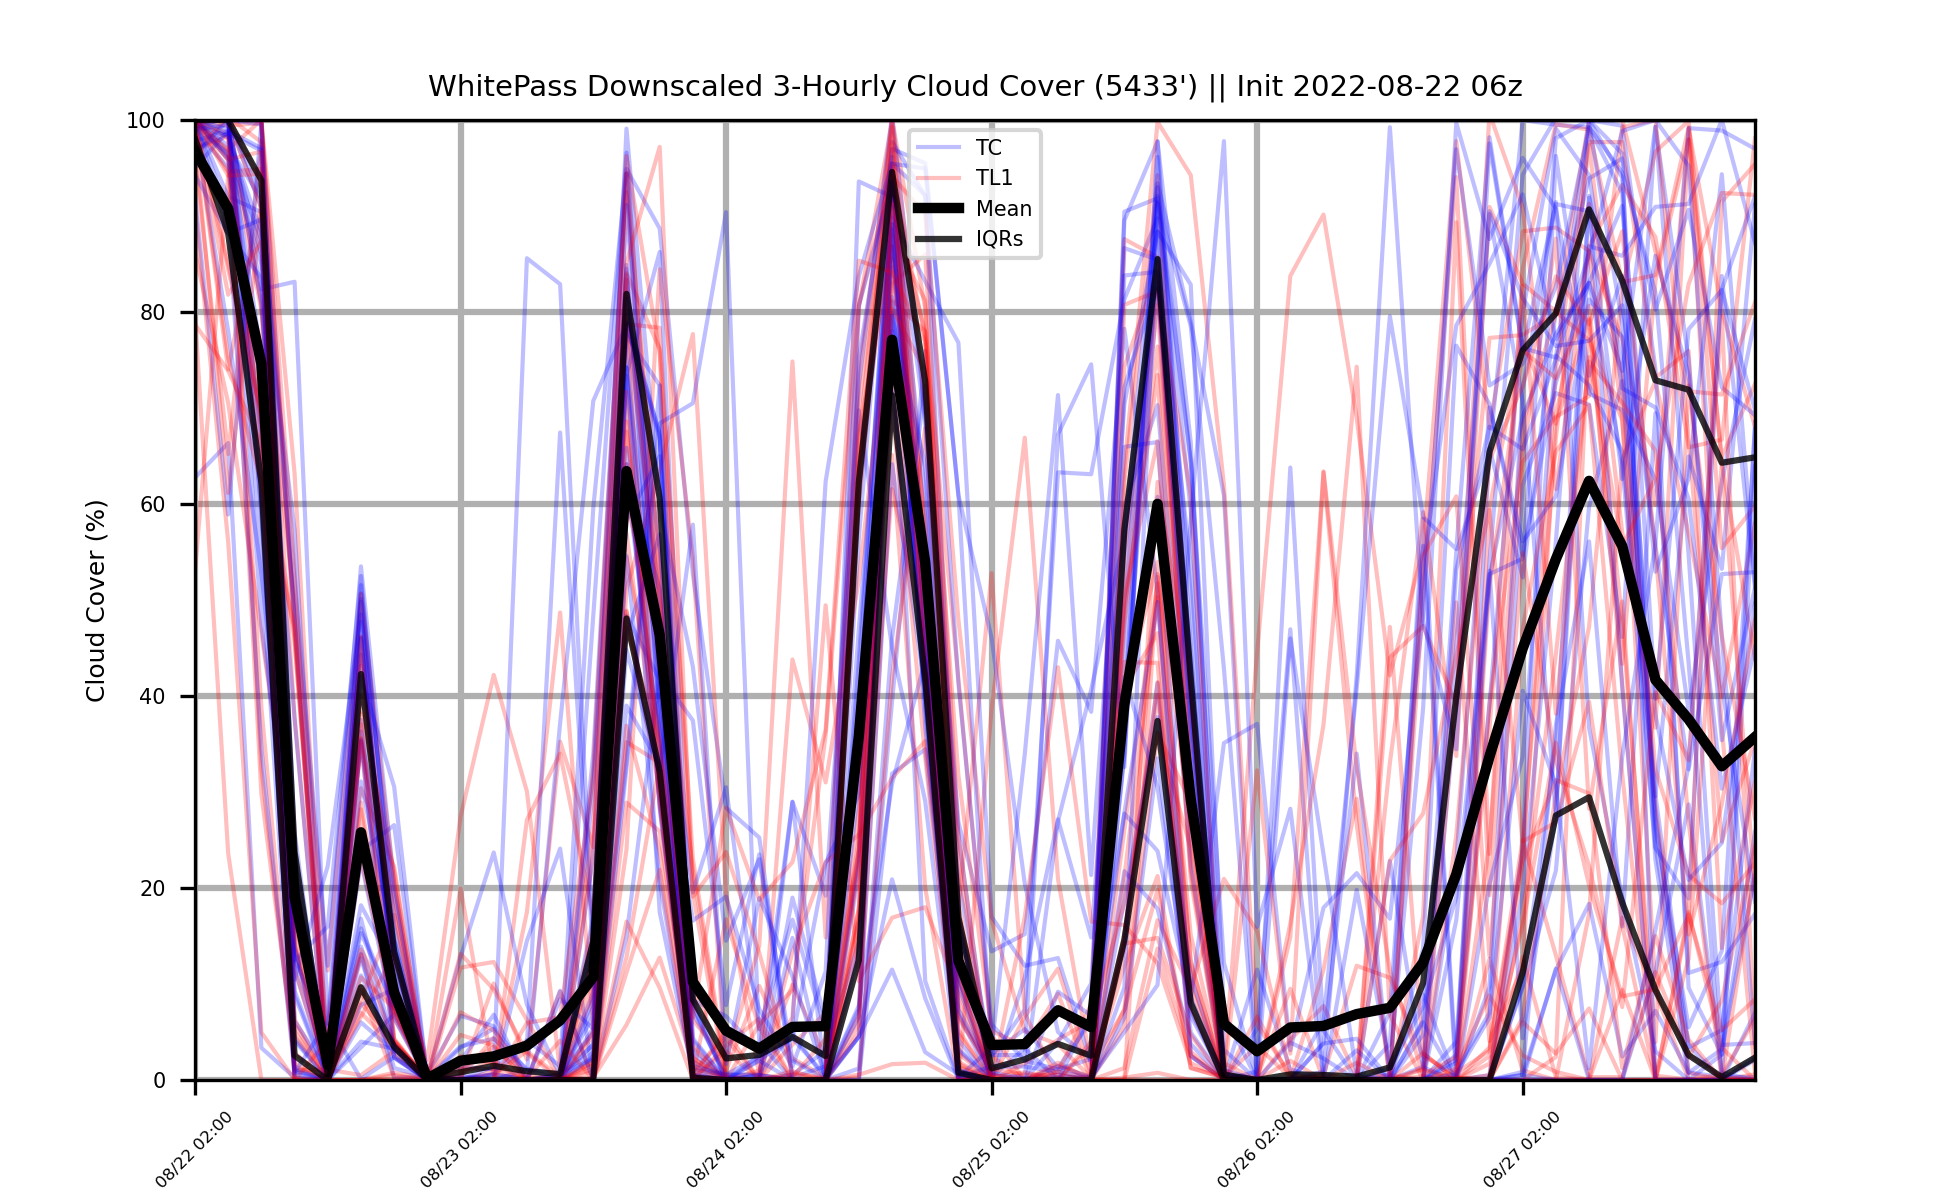 WhitePass Downscaled 3-Hourly Cloud Cover (5433') || Init 2022-08-22 06z
Cloud Cover (%)
100
80
60
40
20
0
TC
TL1
Mean
IQRs
08/22 02:00
08/23 02:00
08/24 02:00
08/25 02:00
08/26 02:00
08/27 02:00